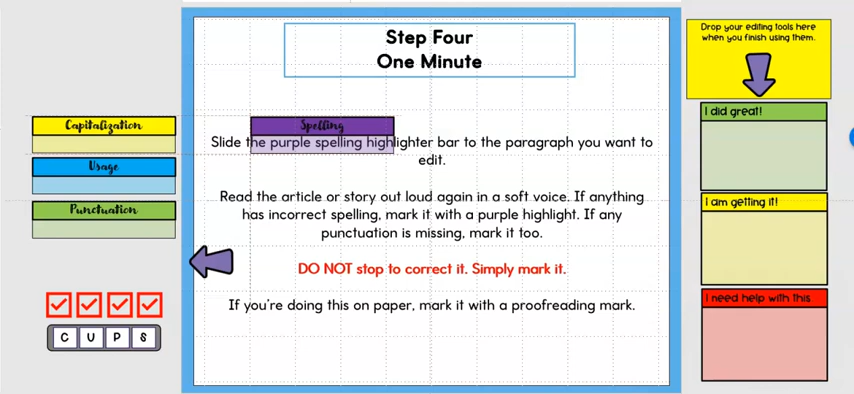 Step Four
One Minute
Drop your editing tools here
when you finish using them.
I did great!
Capitalization
Spelling
Slide the purple spelling highlighter bar to the paragraph you want to
edit.
Usage
Read the article or story out loud again in a soft voice. If anything
has incorrect spelling, mark it with a purple highlight. If any
punctuation is missing, mark it too.
I am getting it!
Punctuation
DO NOT stop to correct it. Simply mark it.
I need help with this
If you're doing this on paper, mark it with a proofreading mark.
C U P S